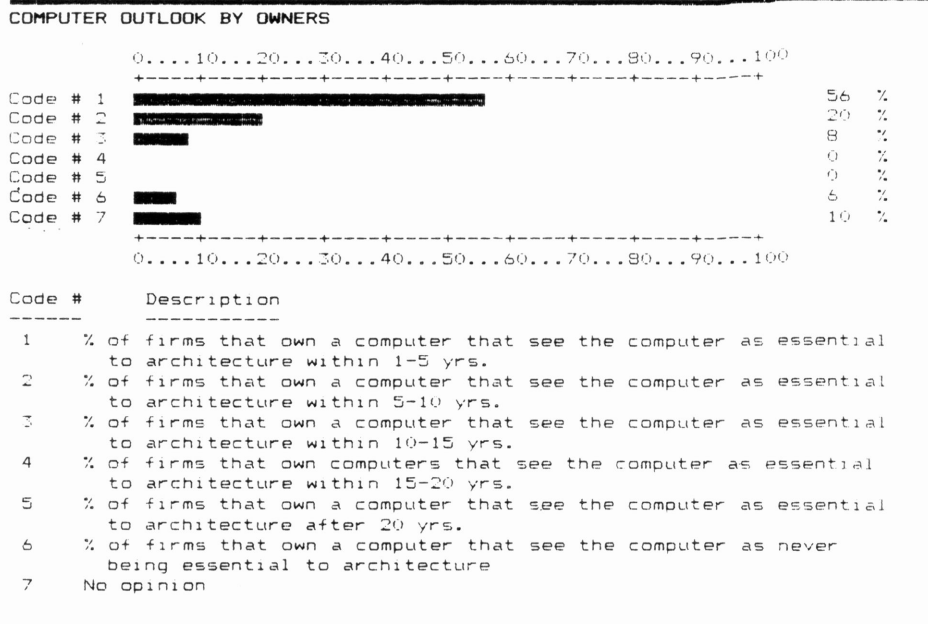 COMPUTER OUTLOOK BY OWNERS
0....10...20...30...40...50...60...70...80...90...100
+----+----+----+----+----+----+----+----+----+----+
Code # 1 56 %
Code # 2 20 %
Code # 3 8 %
Code # 4 0 %
Code # 5 0 %
Code # 6 6 %
Code # 7 10 %
+----+----+----+----+----+----+----+----+----+----+
0....10...20...30...40...50...60...70...80...90...100
Code # Description
------ -----------
1 % of firms that own a computer that see the computer as essential
to architecture within 1-5 yrs.
2 % of firms that own a computer that see the computer as essential
to architecture within 5-10 yrs.
3 % of firms that own a computer that see the computer as essential
to architecture within 10-15 yrs.
4 % of firms that own computers that see the computer as essential
to architecture within 15-20 yrs.
5 % of firms that own a computer that see the computer as essential
to architecture after 20 yrs.
6 % of firms that own a computer that see the computer as never
being essential to architecture
7 No opinion